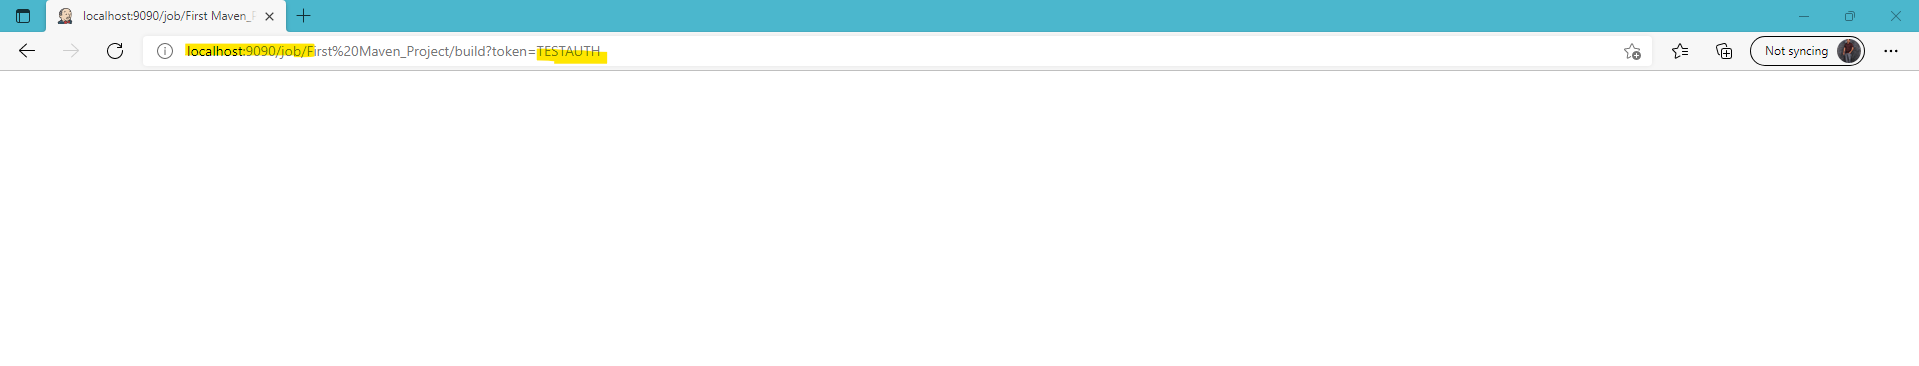 localhost:9090/job/First Maven_
localhost:9090/job/First%20Maven_Project/build?token=TESTAUTH
Not syncing